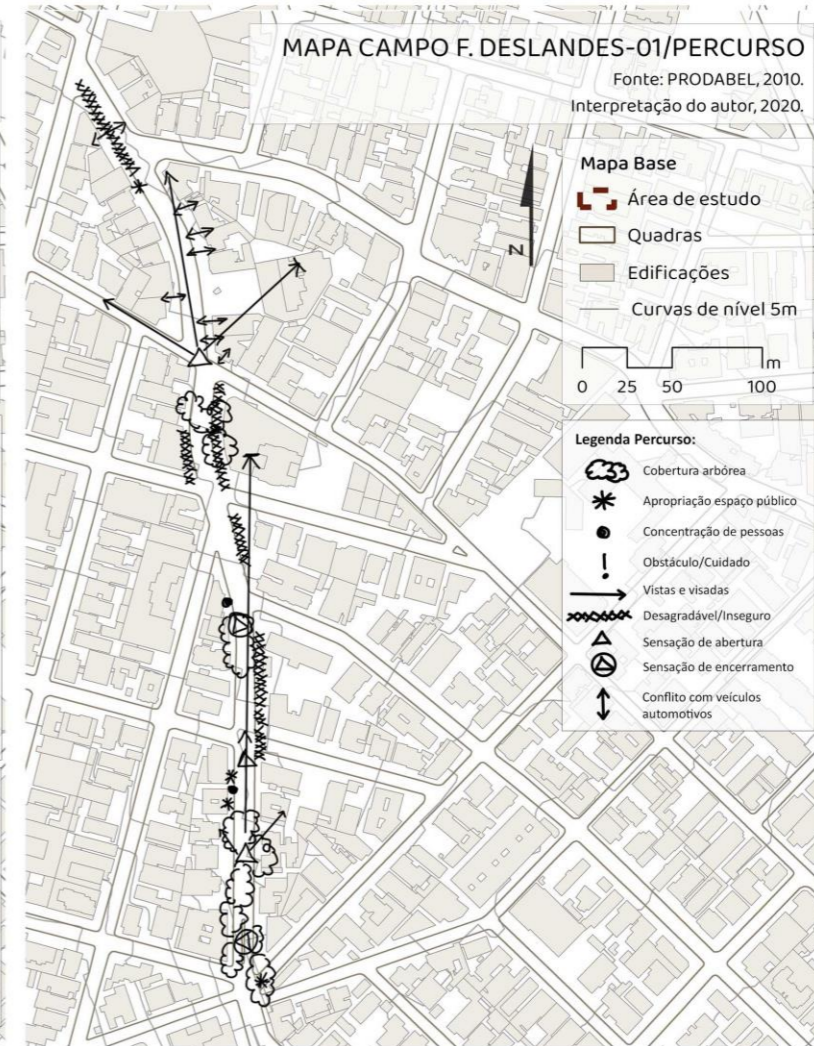 MAPA CAMPO F. DESLANDES-01/PERCURSO
Fonte: PRODABEL, 2010.
Interpretação do autor, 2020.
N
Mapa Base
Área de estudo
Quadras
Edificações
Curvas de nível 5m
m
0 25 50 100
Legenda Percurso:
Cobertura arbórea
Apropriação espaço público
Concentração de pessoas
Obstáculo/Cuidado
Vistas e visadas
Desagradável/Inseguro
Sensação de abertura
Sensação de encerramento
Conflito com veículos
automotivos